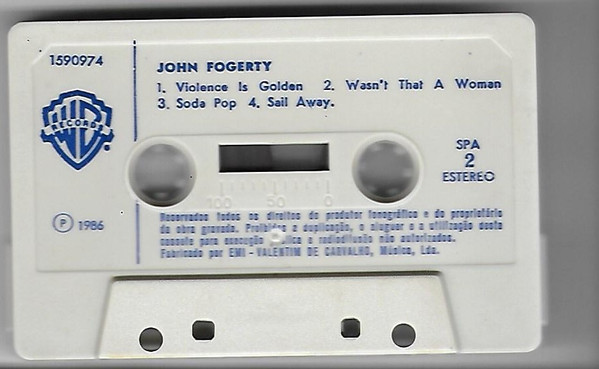 1590974
JOHN FOGERTY
1. Violence Is Golden 2. Wasn't That A Woman
3. Soda Pop 4. Sail Away.
RECORDS
SPA
2
ESTEREO
100 50 0
Ⓟ 1986
Reservados todos os direitos do produtor fonográfico e do proprietário
da obra gravada. Proibidas a duplicação, o aluguer e a utilização desta
cassete para execução pública e radiodifusão não autorizadas.
Fabricado por EMI - VALENTIM DE CARVALHO, Música, Lda.